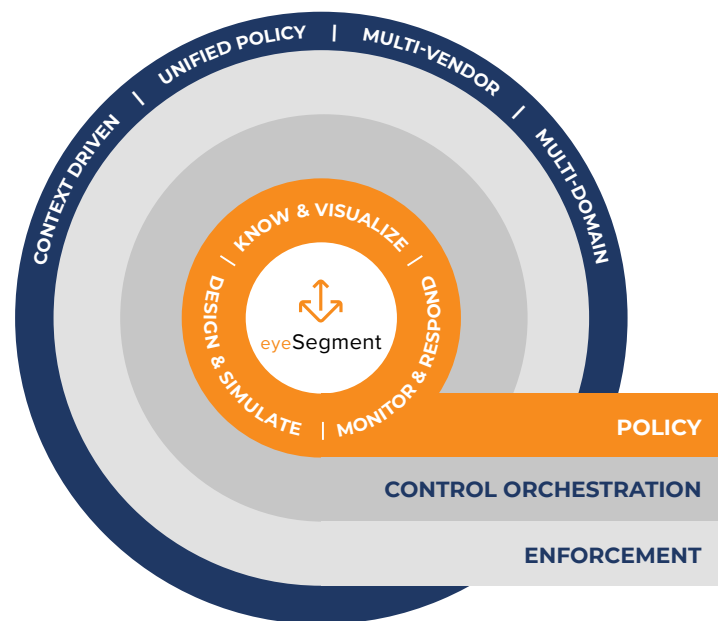 CONTEXT DRIVEN | UNIFIED POLICY | MULTI-VENDOR | MULTI-DOMAIN
DESIGN & SIMULATE | KNOW & VISUALIZE | MONITOR & RESPOND |
eyeSegment
POLICY
CONTROL ORCHESTRATION
ENFORCEMENT